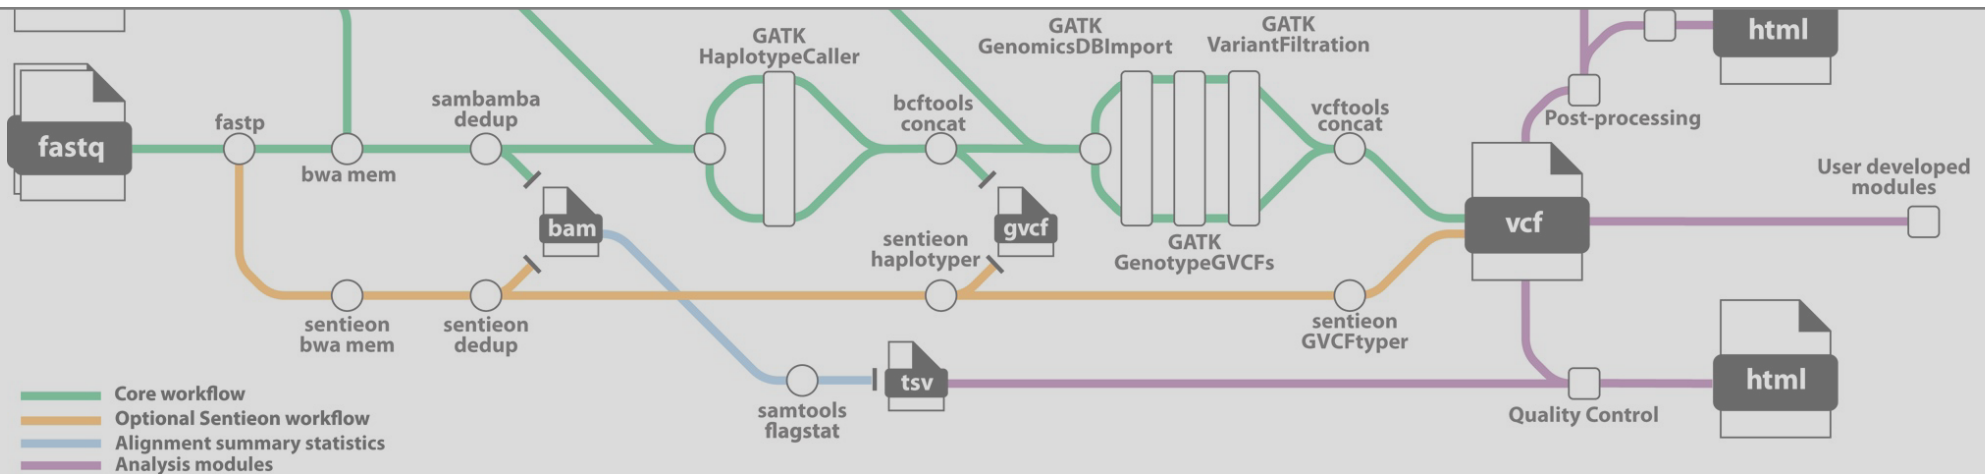 GATK
HaplotypeCaller
GATK
GenomicsDBImport
GATK
VariantFiltration
html
fastq
fastp
bwa mem
sambamba
dedup
bcftools
concat
vcftools
concat
Post-processing
User developed
modules
bam
gvcf
vcf
sentieon
haplotyper
GATK
GenotypeGVCFs
sentieon
bwa mem
sentieon
dedup
sentieon
GVCFtyper
tsv
html
samtools
flagstat
Quality Control
Core workflow
Optional Sentieon workflow
Alignment summary statistics
Analysis modules